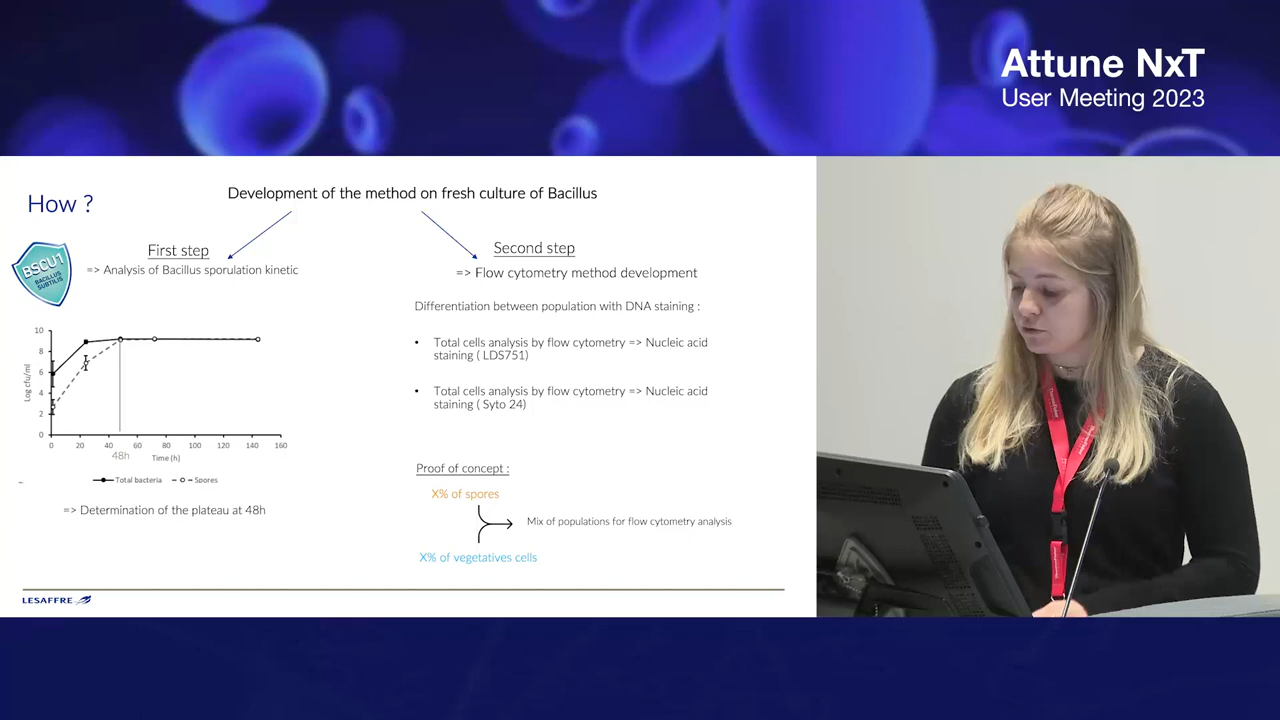 Attune NxT
User Meeting 2023
How ?
Development of the method on fresh culture of Bacillus
First step
=> Analysis of Bacillus sporulation kinetic
BSCU1
BACILLUS
SUBTILIS
10
8
6
4
2
0
Log cfu/ml
0 20 40 60 80 100 120 140 160
48h
Time (h)
Total bacteria
Spores
=> Determination of the plateau at 48h
Second step
=> Flow cytometry method development
Differentiation between population with DNA staining :
• Total cells analysis by flow cytometry => Nucleic acid
staining ( LDS751)
• Total cells analysis by flow cytometry => Nucleic acid
staining ( Syto 24)
Proof of concept :
X% of spores
Mix of populations for flow cytometry analysis
X% of vegetatives cells
LESAFFRE